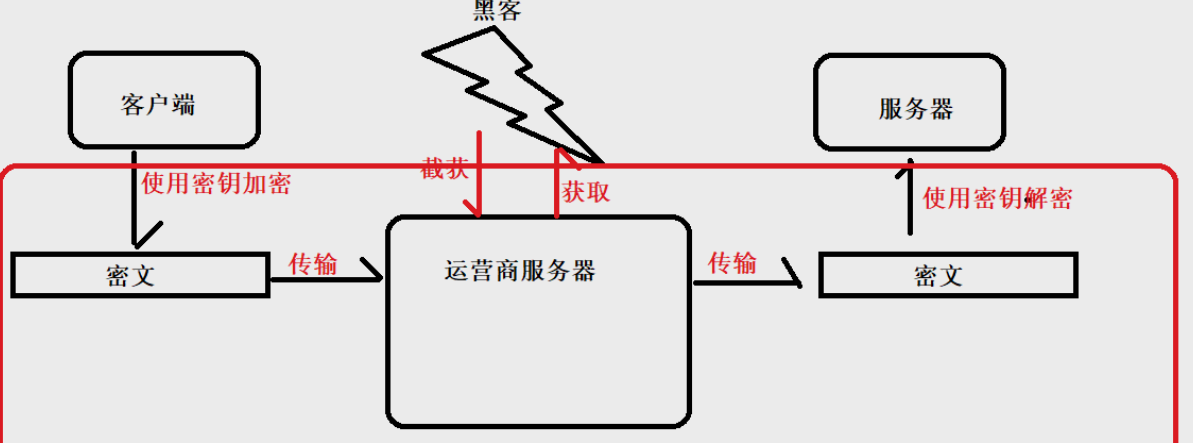 黑客
客户端
服务器
截获
使用密钥加密
获取
使用密钥解密
传输
传输
密文
运营商服务器
密文